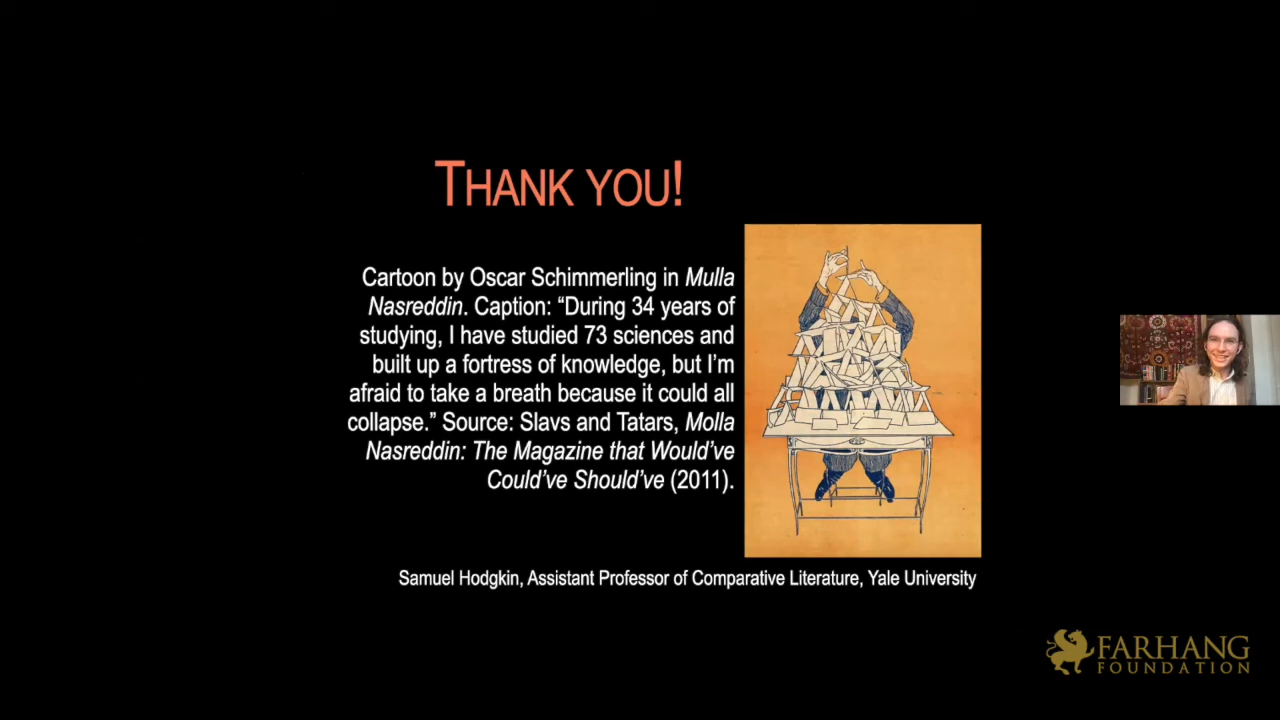 THANK YOU!
Cartoon by Oscar Schimmerling in Mulla
Nasreddin. Caption: “During 34 years of
studying, I have studied 73 sciences and
built up a fortress of knowledge, but I’m
afraid to take a breath because it could all
collapse.” Source: Slavs and Tatars, Molla
Nasreddin: The Magazine that Would’ve
Could’ve Should’ve (2011).
Samuel Hodgkin, Assistant Professor of Comparative Literature, Yale University
FARHANG
FOUNDATION